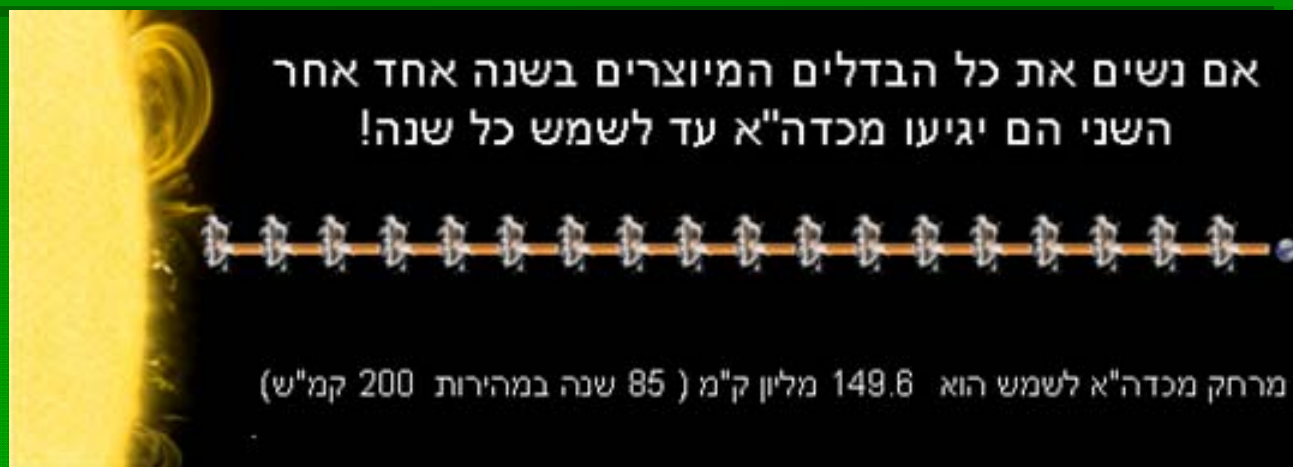 אם נשים את כל הבדלים המיוצרים בשנה אחד אחר
השני הם יגיעו מכדה"א עד לשמש כל שנה!
מרחק מכדה"א לשמש הוא 149.6 מליון ק"מ ( 85 שנה במהירות 200 קמ"ש)